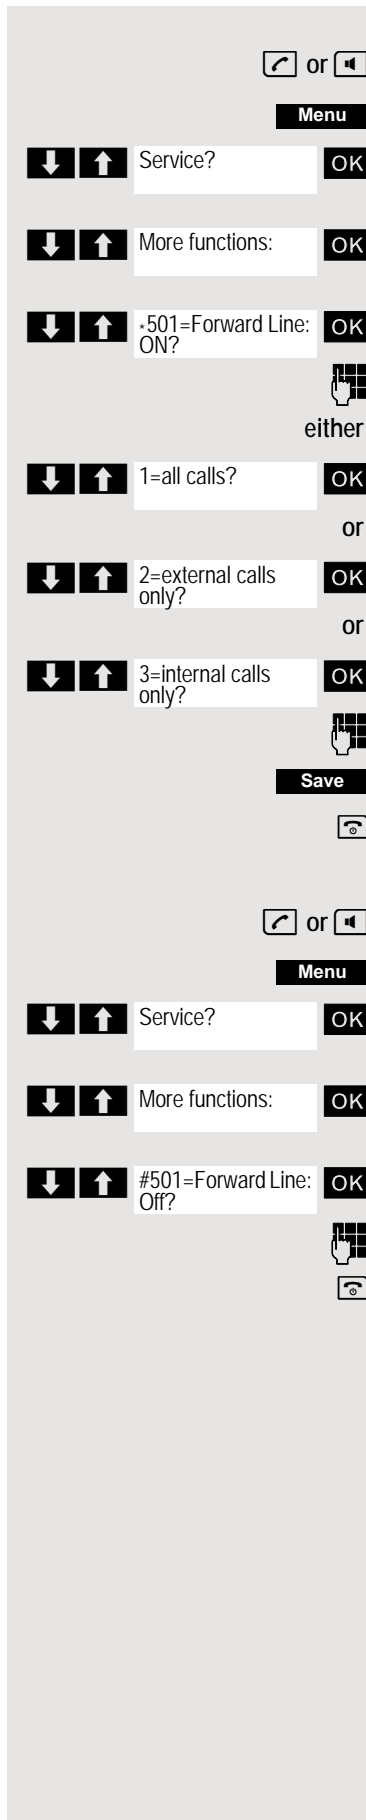 or
Menu
Service? OK
More functions: OK
*501=Forward Line: OK
ON?
either
1=all calls? OK
or
2=external calls OK
only?
or
3=internal calls OK
only?
Save
or
Menu
Service? OK
More functions: OK
#501=Forward Line: OK
Off?